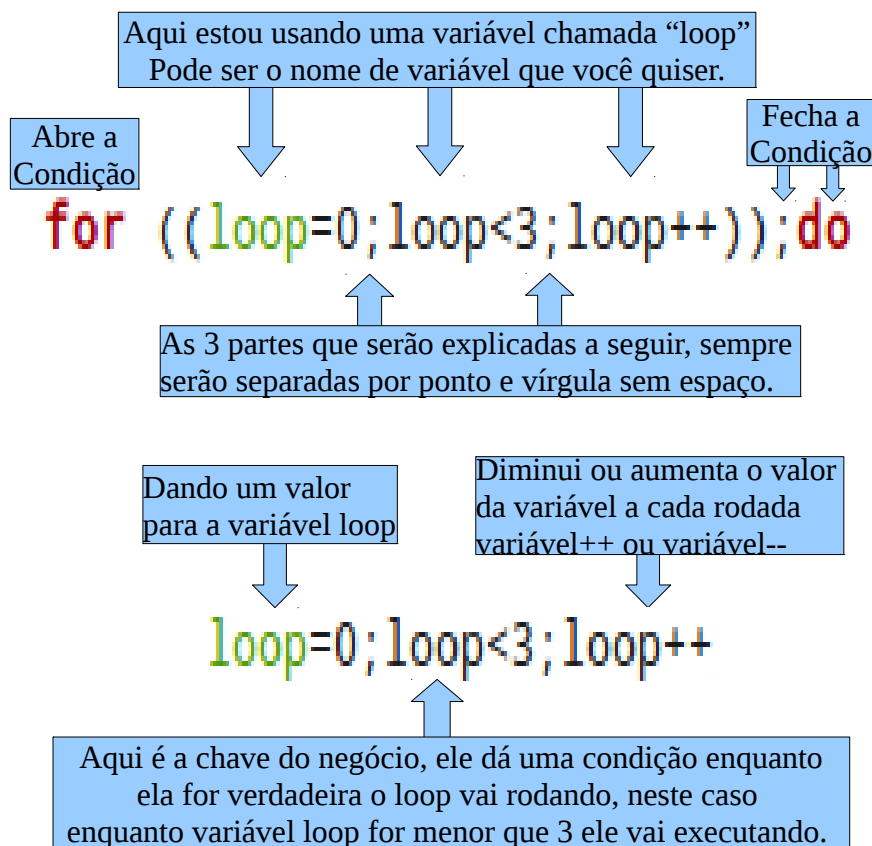 Aqui estou usando uma variável chamada “loop”
Pode ser o nome de variável que você quiser.
Abre a
Condição
Fecha a
Condição
for ((loop=0;loop<3;loop++));do
As 3 partes que serão explicadas a seguir, sempre
serão separadas por ponto e vírgula sem espaço.
Dando um valor
para a variável loop
Diminui ou aumenta o valor
da variável a cada rodada
variável++ ou variável--
loop=0;loop<3;loop++
Aqui é a chave do negócio, ele dá uma condição enquanto
ela for verdadeira o loop vai rodando, neste caso
enquanto variável loop for menor que 3 ele vai executando.